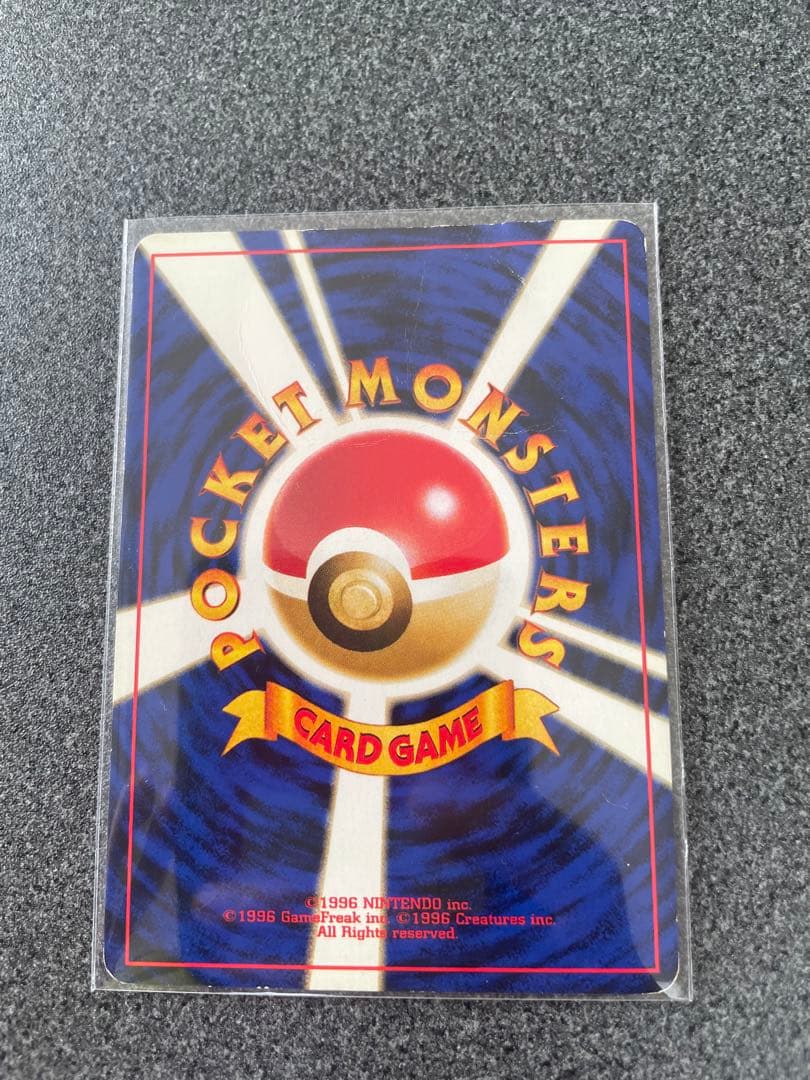 POCKET MONSTERS
CARD GAME
©1996 NINTENDO inc.
©1996 GameFreak inc. ©1996 Creatures inc.
All Rights reserved.